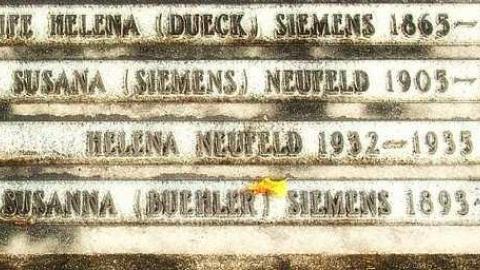 IFE HELENA (DUECK) SIEMENS 1865-
SUSANA (SIEMENS) NEUFELD 1905-
HELENA NEUFELD 1932-1935
SUSANNA (BUEHLER) SIEMENS 1893-